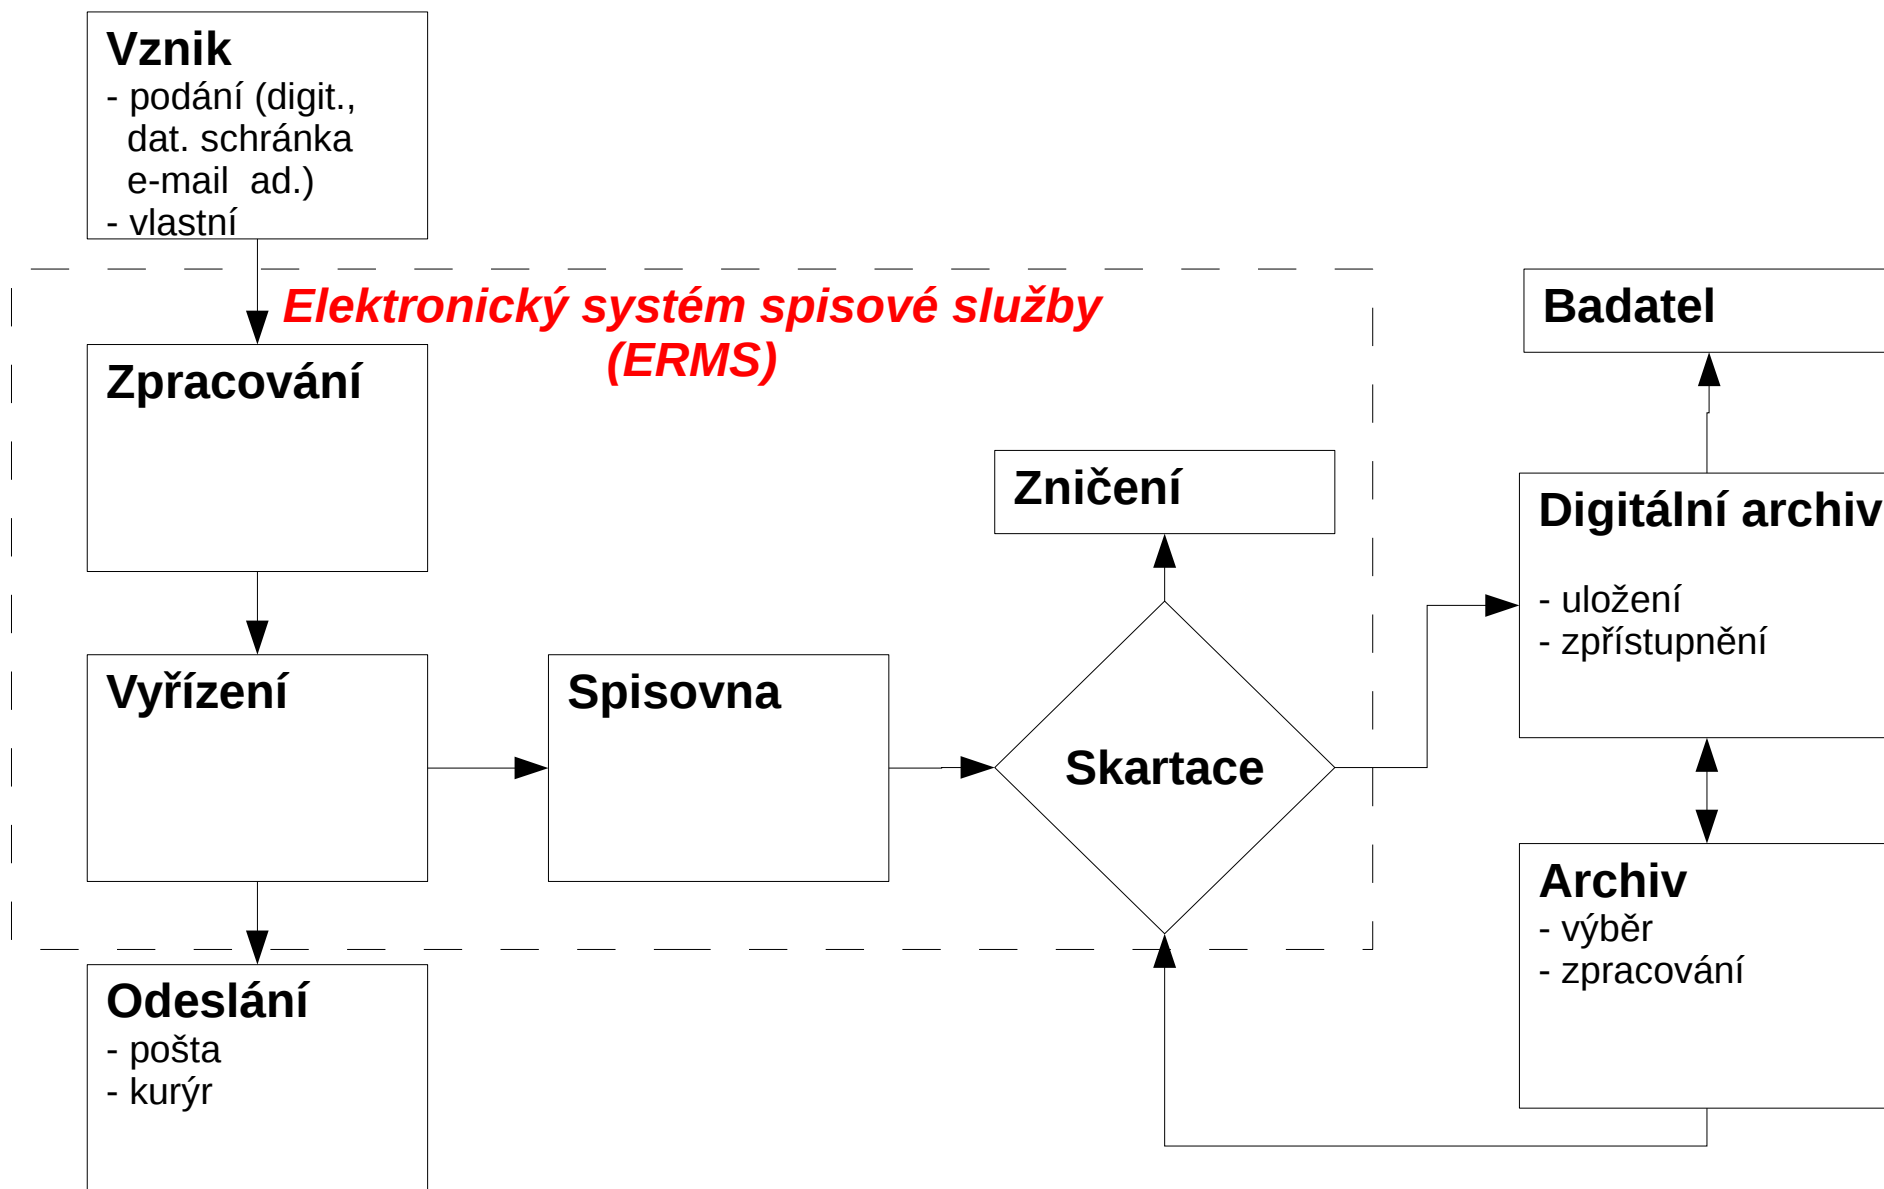 Vznik
- podání (digit.,
dat. schránka
e-mail  ad.)
- vlastní
Elektronický systém spisové služby
(ERMS)
Zpracování
Badatel
Zničení
Digitální archiv
- uložení
- zpřístupnění
Vyřízení
Spisovna
Skartace
Archiv
- výběr
- zpracování
Odeslání
- pošta
- kurýr